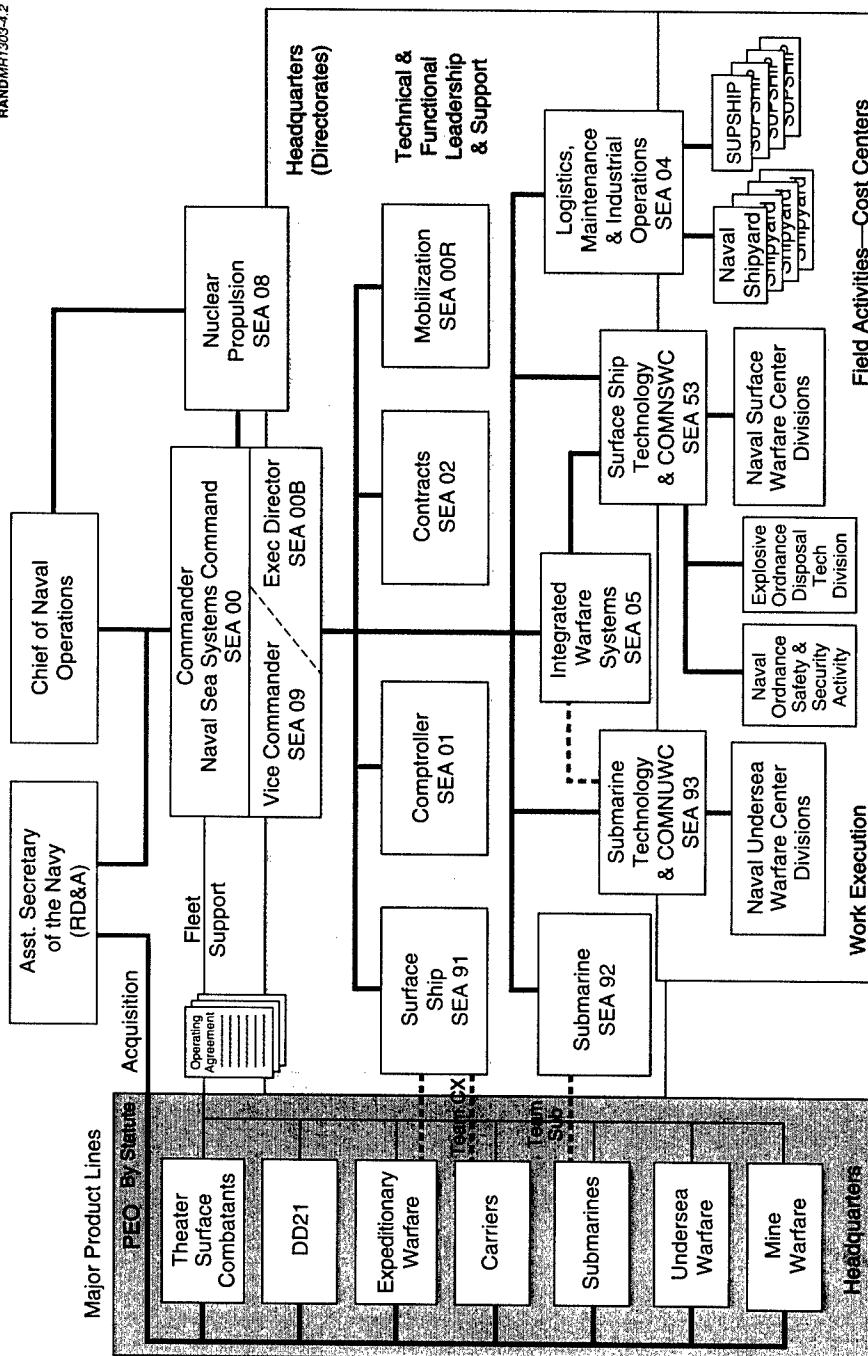 RANDMR1303-4.2
Asst. Secretary
of the Navy
(RD&A)
Chief of Naval
Operations
Major Product Lines
PEO By Statute
Acquisition
Fleet
Support
Operating
Agreement
Commander
Naval Sea Systems Command
SEA 00
Vice Commander
SEA 09
Exec Director
SEA 00B
Nuclear
Propulsion
SEA 08
Headquarters
(Directorates)
Theater
Surface
Combatants
DD21
Expeditionary
Warfare
Carriers
Submarines
Undersea
Warfare
Mine
Warfare
Headquarters
Team CX
Team
Sub
Surface
Ship
SEA 91
Comptroller
SEA 01
Contracts
SEA 02
Mobilization
SEA 00R
Technical &
Functional
Leadership
& Support
Submarine
SEA 92
Submarine
Technology
& COMNUWC
SEA 93
Integrated
Warfare
Systems
SEA 05
Surface Ship
Technology
& COMNSWC
SEA 53
Logistics,
Maintenance
& Industrial
Operations
SEA 04
Naval Undersea
Warfare Center
Divisions
Naval
Ordnance
Safety &
Security
Activity
Explosive
Ordnance
Disposal
Tech
Division
Naval Surface
Warfare Center
Divisions
Naval
Shipyard
Shipyard
Shipyard
Shipyard
SUPSHIP
SUPSHIP
SUPSHIP
SUPSHIP
Work Execution
Field Activities—Cost Centers